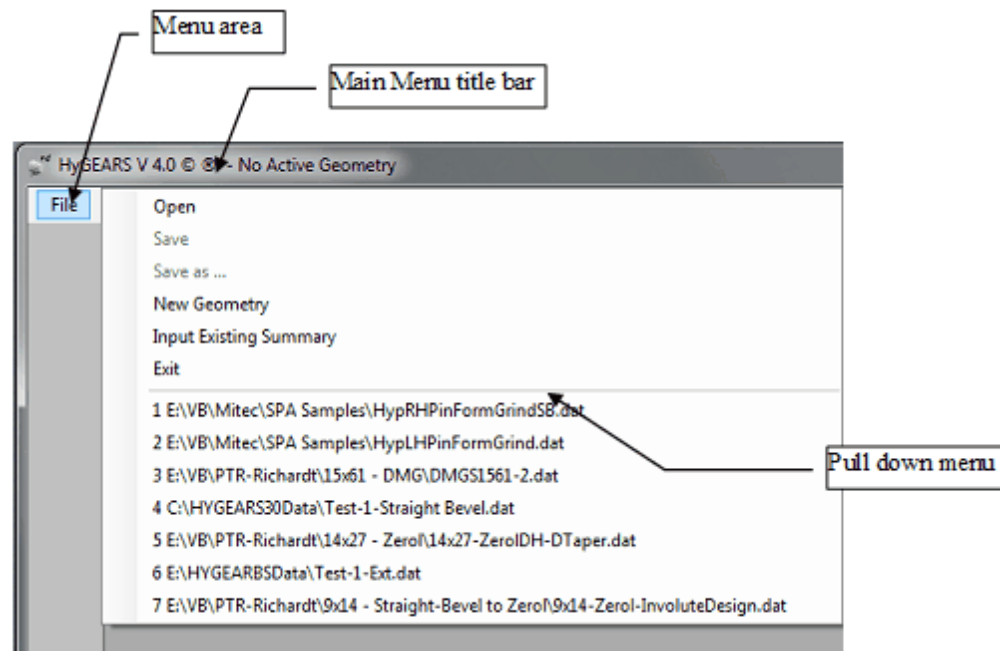 Menu area
Main Menu title bar
HyGEARS V 4.0 © ® - No Active Geometry
File
Open
Save
Save as ...
New Geometry
Input Existing Summary
Exit
1 E:\VB\Mitec\SPA Samples\HypRHPinFormGrindSB.dat
2 E:\VB\Mitec\SPA Samples\HypLHPinFormGrind.dat
3 E:\VB\PTR-Richardt\15x61 - DMG\DMGS1561-2.dat
4 C:\HYGEARS30Data\Test-1-Straight Bevel.dat
5 E:\VB\PTR-Richardt\14x27 - Zerol\14x27-ZerolDH-DTaper.dat
6 E:\HYGEARBSData\Test-1-Ext.dat
7 E:\VB\PTR-Richardt\9x14 - Straight-Bevel to Zerol\9x14-Zerol-InvoluteDesign.dat
Pull down menu